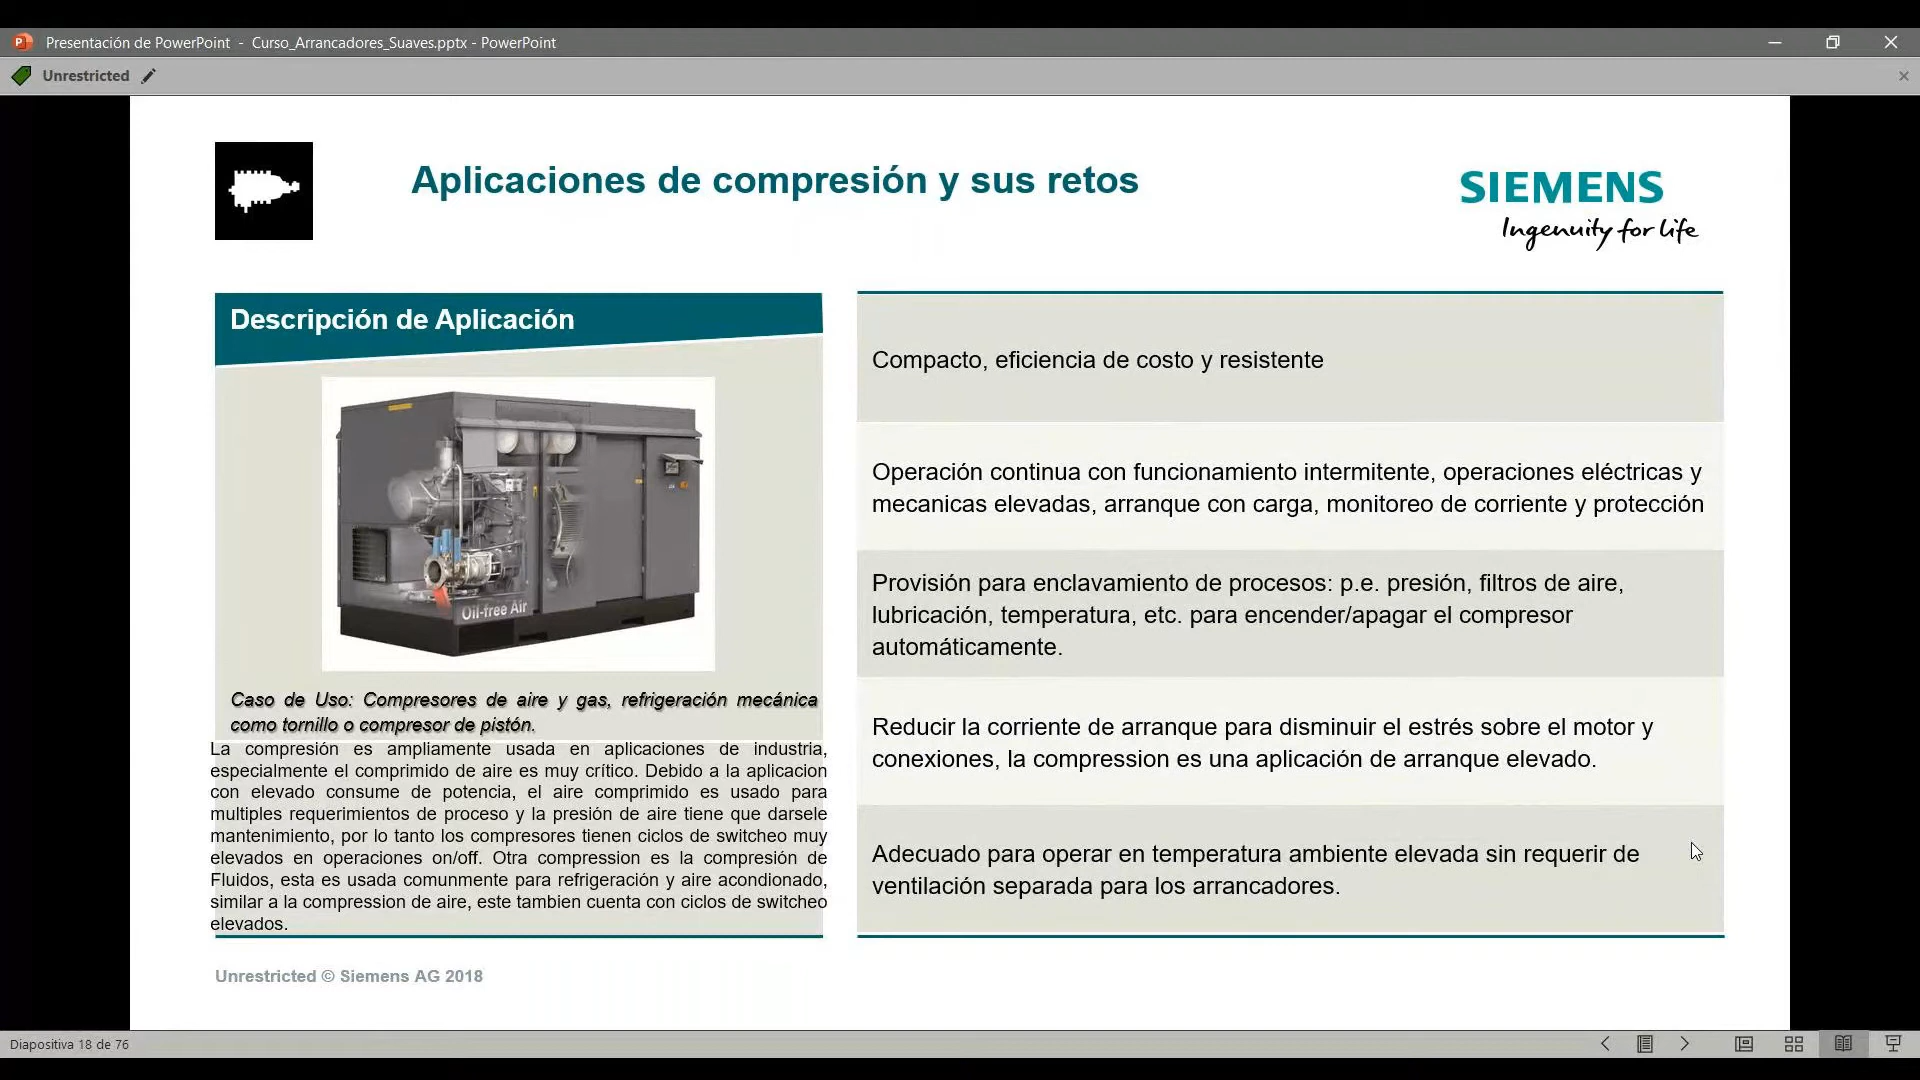 Presentación de PowerPoint - Curso_Arrancadores_Suaves.pptx - PowerPoint
Unrestricted
Aplicaciones de compresión y sus retos
SIEMENS
Ingenuity for life
Descripción de Aplicación
Oil-free Air
Caso de Uso: Compresores de aire y gas, refrigeración mecánica
como tornillo o compresor de pistón.
La compresión es ampliamente usada en aplicaciones de industria,
especialmente el comprimido de aire es muy crítico. Debido a la aplicacion
con elevado consume de potencia, el aire comprimido es usado para
multiples requerimientos de proceso y la presión de aire tiene que darsele
mantenimiento, por lo tanto los compresores tienen ciclos de switcheo muy
elevados en operaciones on/off. Otra compression es la compresión de
Fluidos, esta es usada comunmente para refrigeración y aire acondionado,
similar a la compression de aire, este tambien cuenta con ciclos de switcheo
elevados.
Compacto, eficiencia de costo y resistente
Operación continua con funcionamiento intermitente, operaciones eléctricas y
mecanicas elevadas, arranque con carga, monitoreo de corriente y protección
Provisión para enclavamiento de procesos: p.e. presión, filtros de aire,
lubricación, temperatura, etc. para encender/apagar el compresor
automáticamente.
Reducir la corriente de arranque para disminuir el estrés sobre el motor y
conexiones, la compression es una aplicación de arranque elevado.
Adecuado para operar en temperatura ambiente elevada sin requerir de
ventilación separada para los arrancadores.
Unrestricted © Siemens AG 2018
Diapositiva 18 de 76